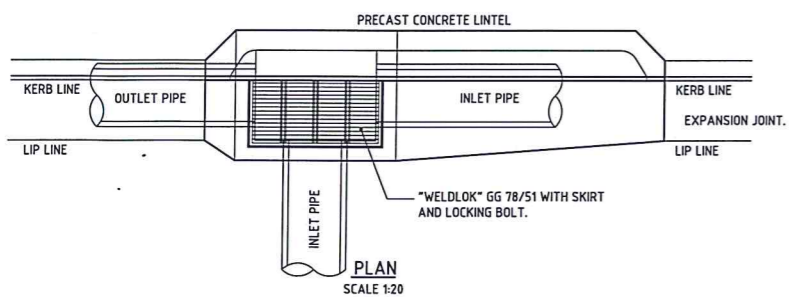 PRECAST CONCRETE LINTEL
KERB LINE
OUTLET PIPE
INLET PIPE
KERB LINE
EXPANSION JOINT.
LIP LINE
LIP LINE
"WELDLOK" GG 78/51 WITH SKIRT
AND LOCKING BOLT.
INLET PIPE
PLAN
SCALE 1:20